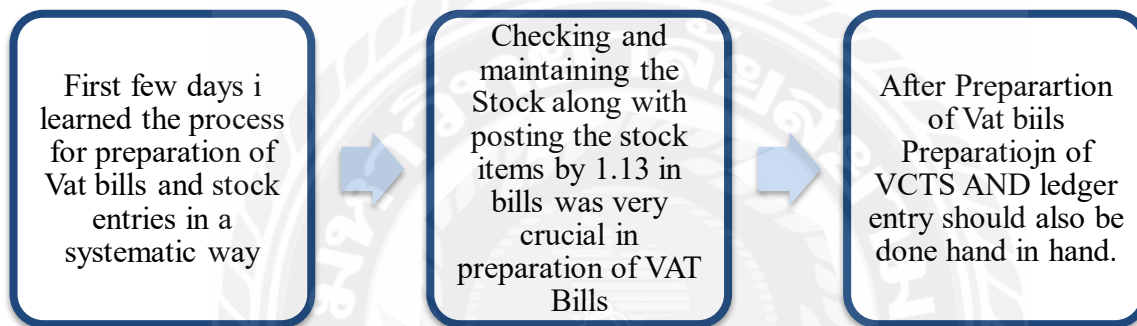 First few days i
learned the process
for preparation of
Vat bills and stock
entries in a
systematic way
Checking and
maintaining the
Stock along with
posting the stock
items by 1.13 in
bills was very
crucial in
preparation of VAT
Bills
After Preparartion
of Vat biils
Preparatiojn of
VCTS AND ledger
entry should also be
done hand in hand.